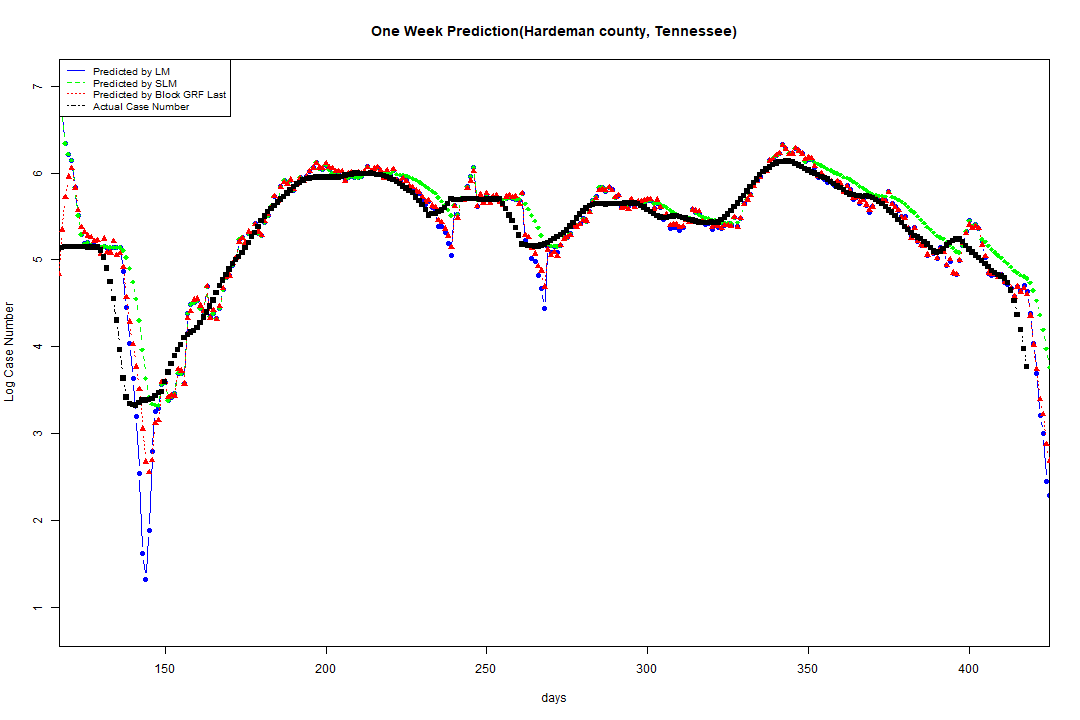 One Week Prediction(Hardeman county, Tennessee)
Predicted by LM
Predicted by SLM
Predicted by Block GRF Last
Actual Case Number
7
6
5
4
3
2
1
Log Case Number
150
200
250
300
350
400
days